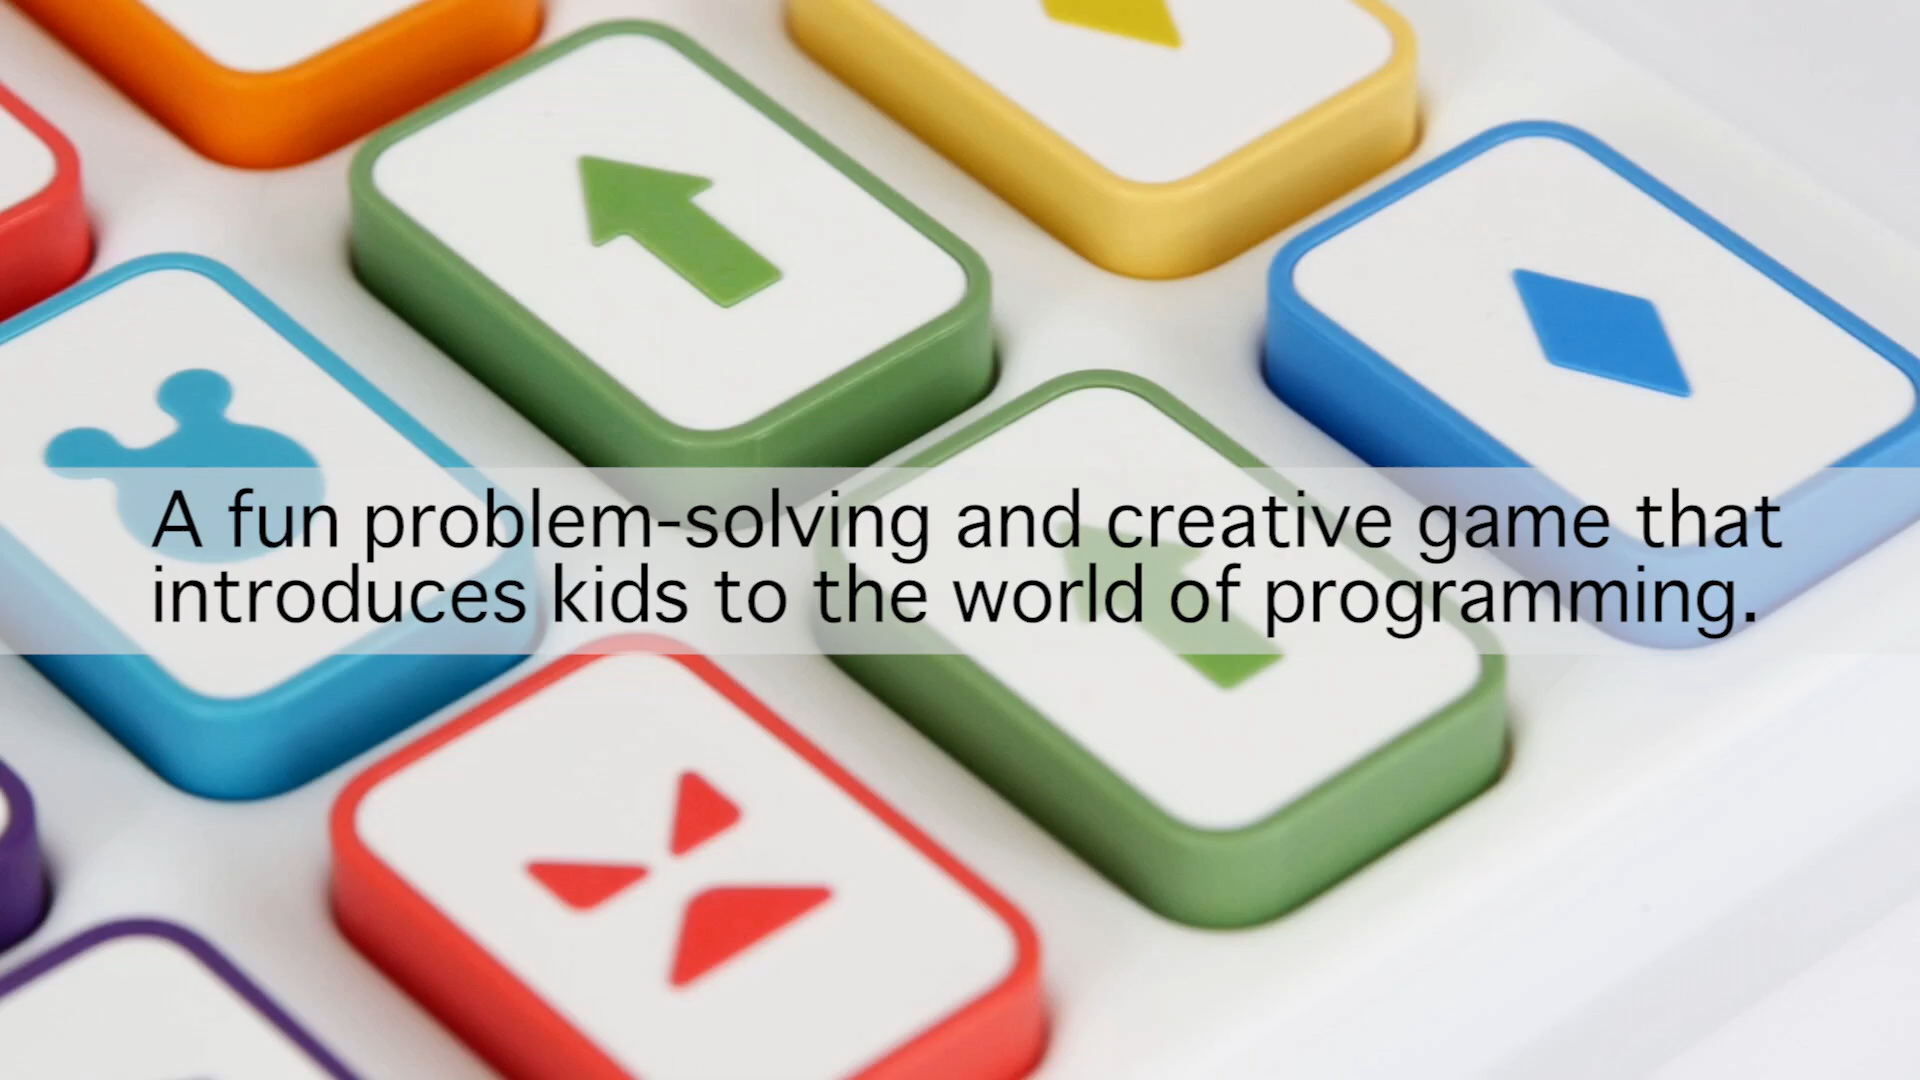 A fun problem-solving and creative game that
introduces kids to the world of programming.